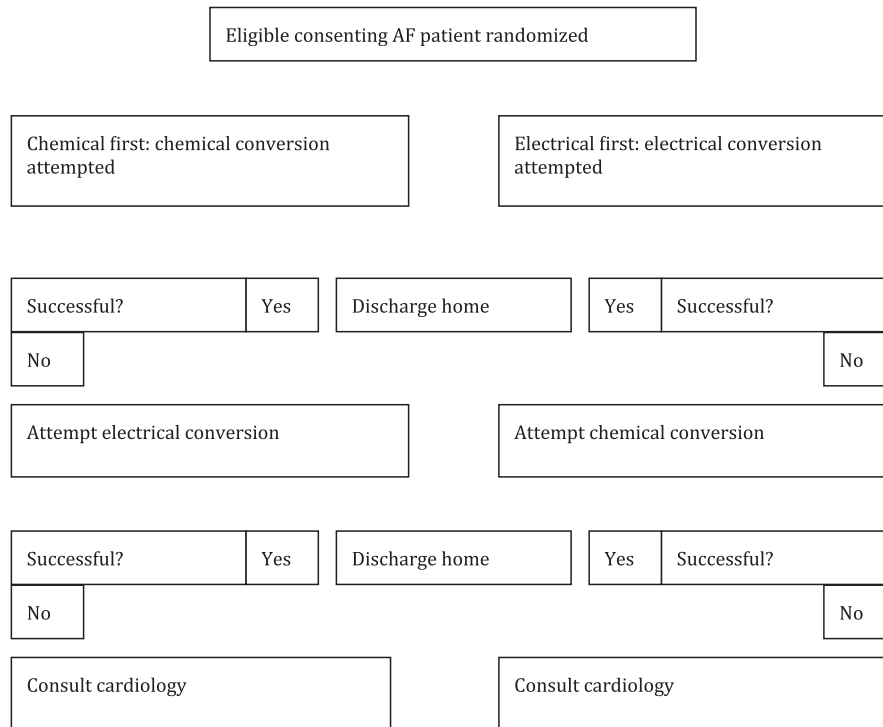 Eligible consenting AF patient randomized
Chemical first: chemical conversion
attempted
Electrical first: electrical conversion
attempted
Successful? Yes Discharge home Yes Successful?
No No
Attempt electrical conversion Attempt chemical conversion
Successful? Yes Discharge home Yes Successful?
No No
Consult cardiology Consult cardiology